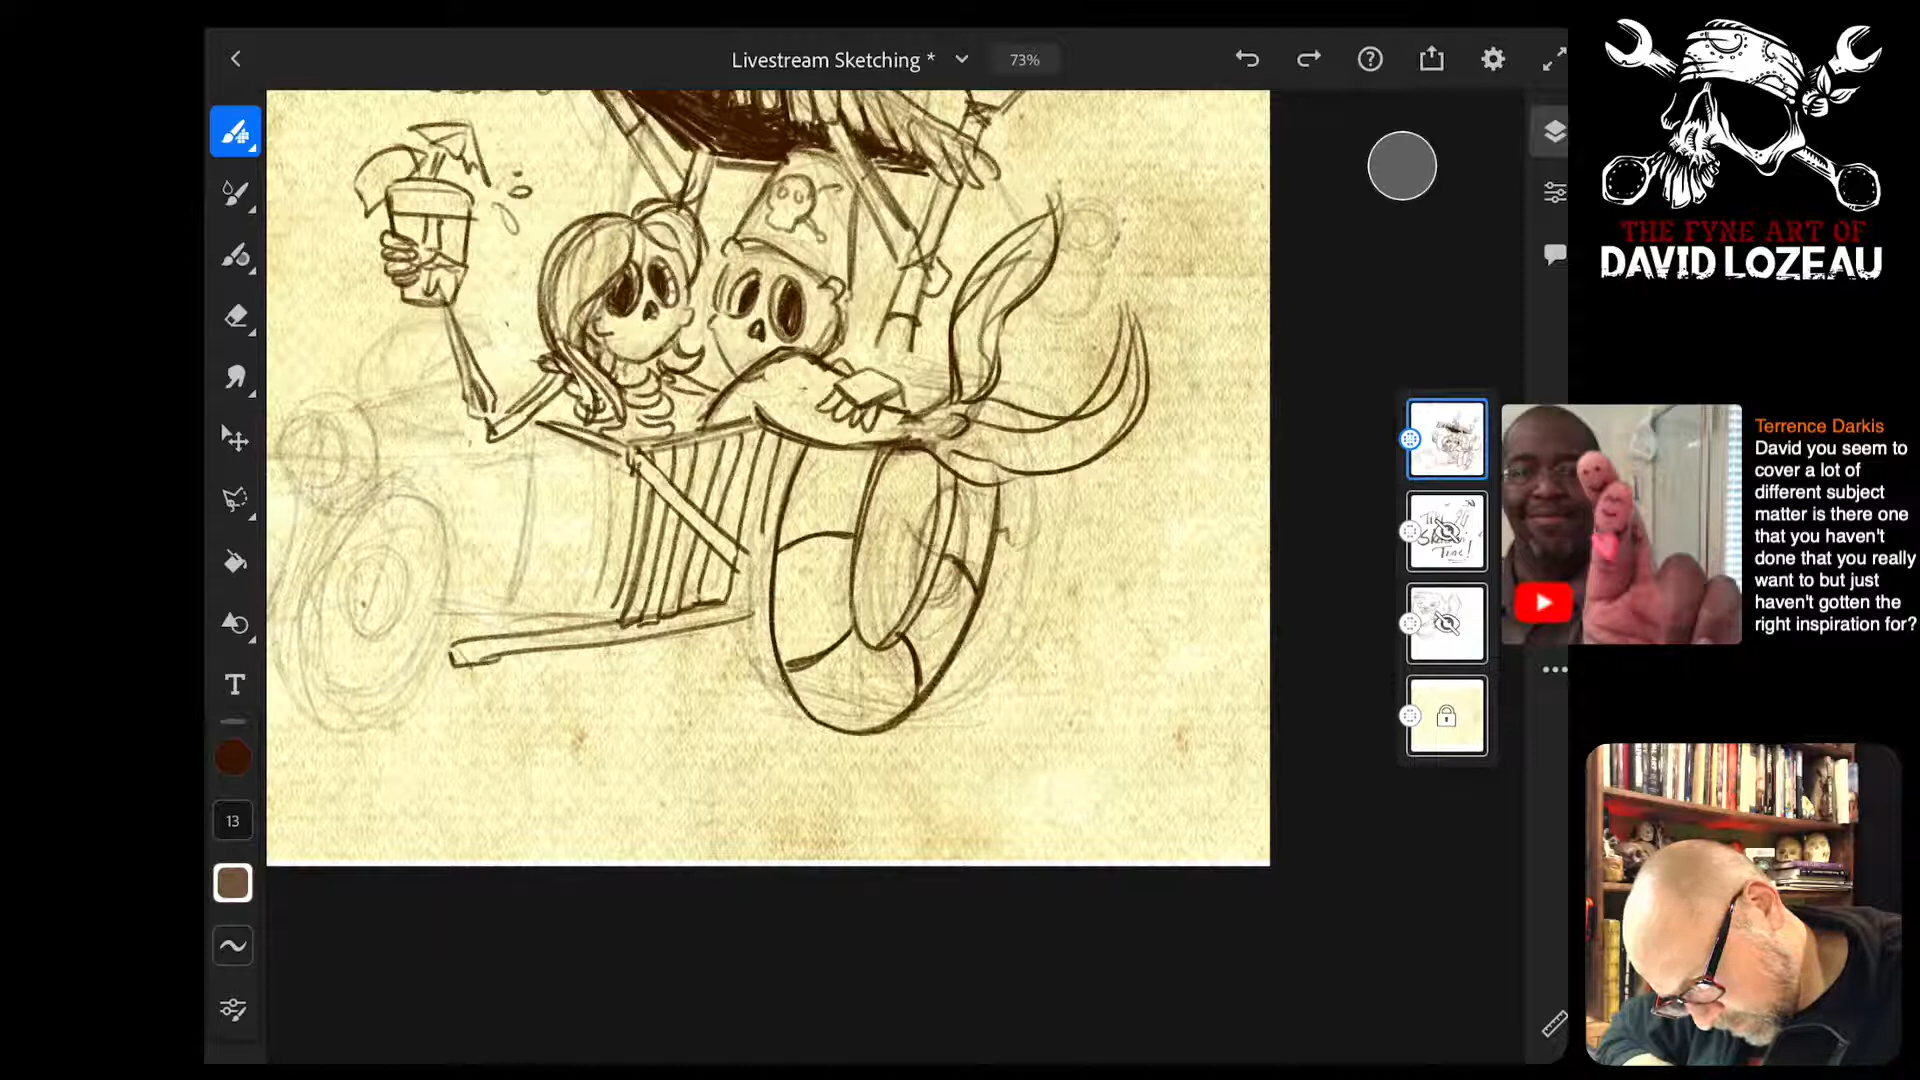 Livestream Sketching *
73%
THE FYNE ART OF
DAVID LOZEAU
Terrence Darkis
David you seem to
cover a lot of
different subject
matter is there one
that you haven't
done that you really
want to but just
haven't gotten the
right inspiration for?
T
13